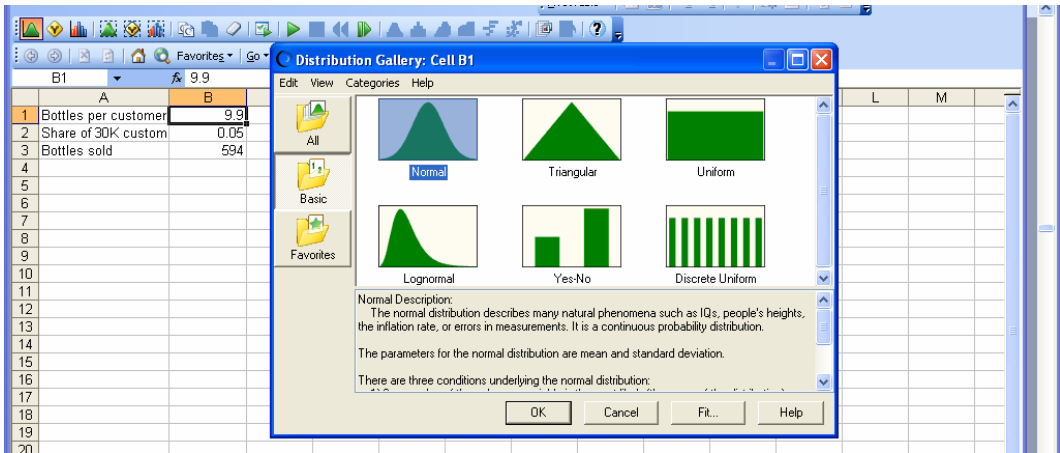 Favorites Go
B1 fx 9.9
A B L M
1 Bottles per customer 9.9
2 Share of 30K custom 0.05
3 Bottles sold 594
4
5
6
7
8
9
10
11
12
13
14
15
16
17
18
19
20
Distribution Gallery: Cell B1
Edit View Categories Help
All
Basic
Favorites
Normal Triangular Uniform
Lognormal Yes-No Discrete Uniform
Normal Description:
The normal distribution describes many natural phenomena such as IQs, people's heights,
the inflation rate, or errors in measurements. It is a continuous probability distribution.
The parameters for the normal distribution are mean and standard deviation.
There are three conditions underlying the normal distribution:
OK Cancel Fit... Help